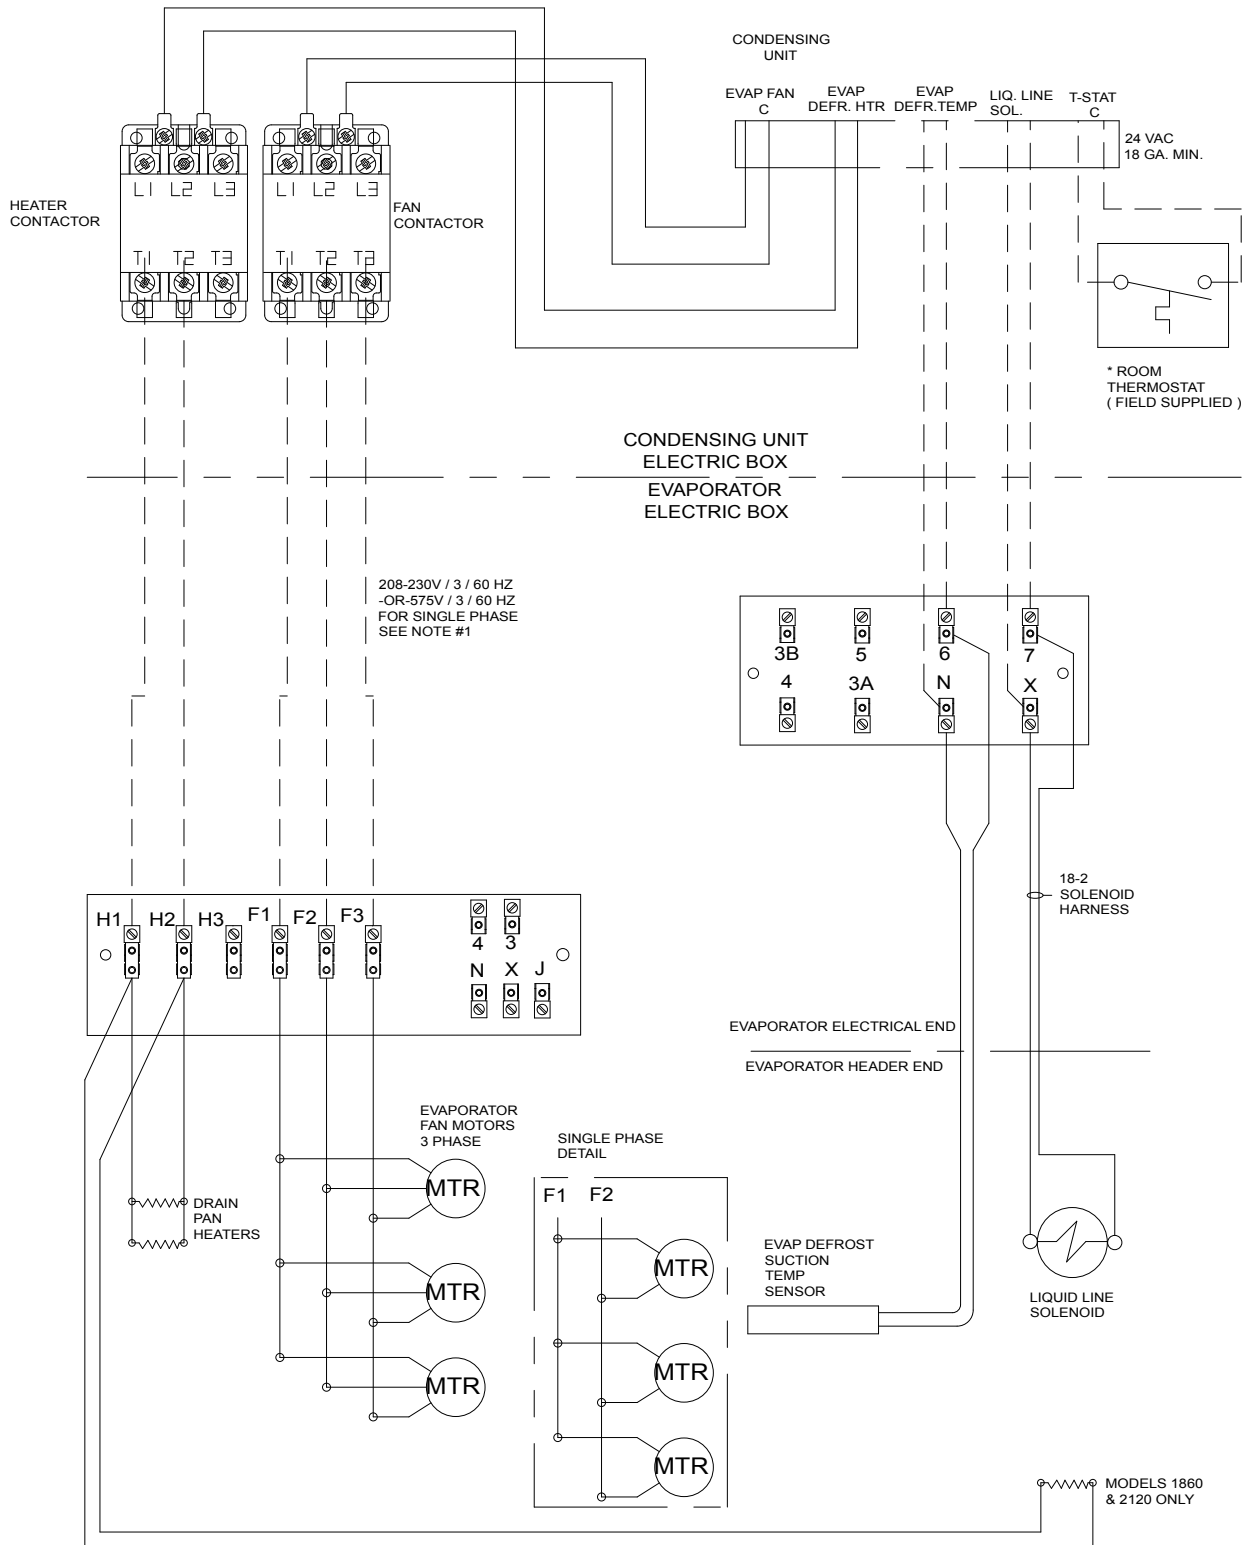 CONDENSING
UNIT
EVAP FAN
C
EVAP
DEFR. HTR
EVAP
DEFR.TEMP
LIQ. LINE
SOL.
T-STAT
C
24 VAC
18 GA. MIN.
HEATER
CONTACTOR
L1 L2 L3
T1 T2 T3
L1 L2 L3
T1 T2 T3
FAN
CONTACTOR
* ROOM
THERMOSTAT
( FIELD SUPPLIED )
CONDENSING UNIT
ELECTRIC BOX
EVAPORATOR
ELECTRIC BOX
208-230V / 3 / 60 HZ
-OR-575V / 3 / 60 HZ
FOR SINGLE PHASE
SEE NOTE #1
3B 5 6 7
4 3A N X
18-2
SOLENOID
HARNESS
H1 H2 H3 F1 F2 F3
4 3
N X J
EVAPORATOR ELECTRICAL END
EVAPORATOR HEADER END
EVAPORATOR
FAN MOTORS
3 PHASE
MTR
MTR
MTR
DRAIN
PAN
HEATERS
SINGLE PHASE
DETAIL
F1 F2
MTR
MTR
MTR
EVAP DEFROST
SUCTION
TEMP
SENSOR
LIQUID LINE
SOLENOID
MODELS 1860
& 2120 ONLY